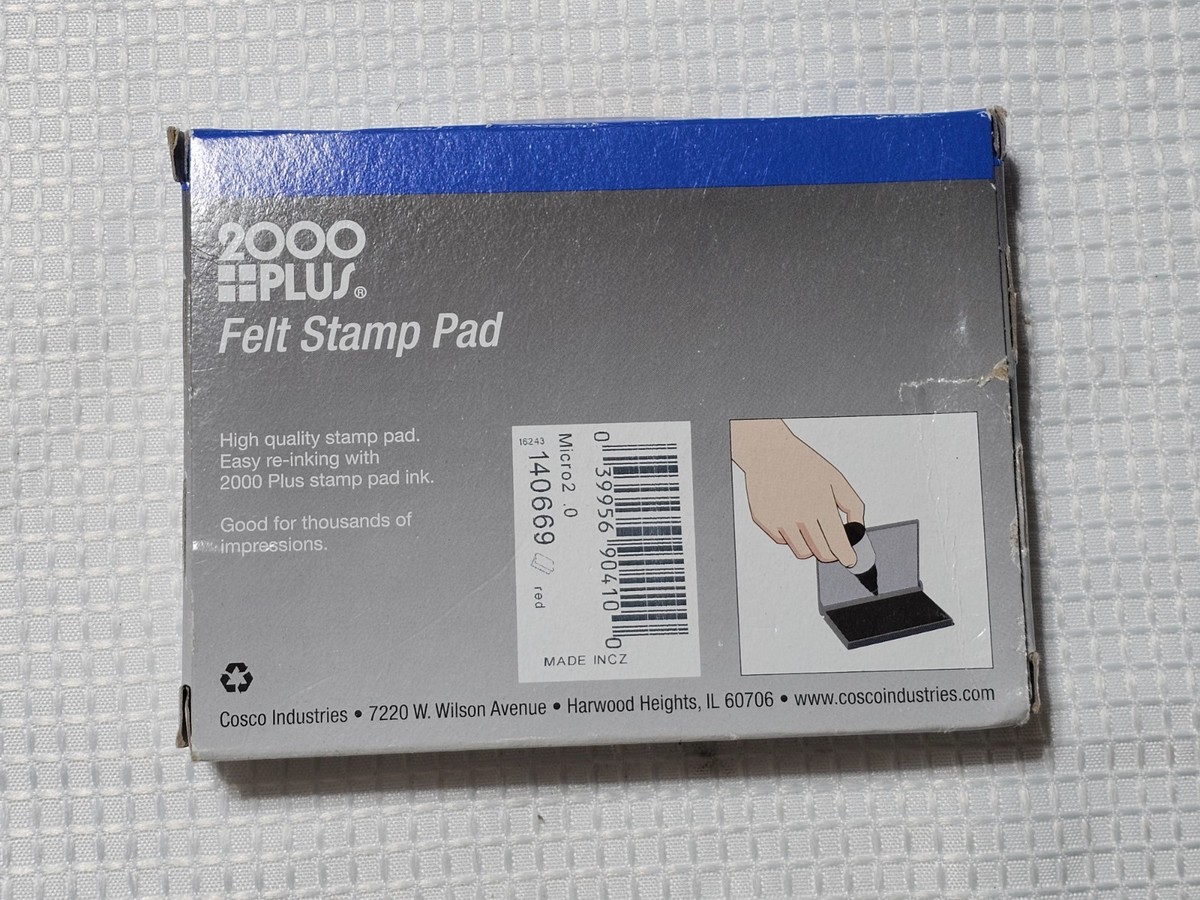 2000
PLUS®
Felt Stamp Pad
High quality stamp pad.
Easy re-inking with
2000 Plus stamp pad ink.
Good for thousands of
impressions.
0 39956 90410 0
Micro2 .0
16243
140669
red
MADE INCZ
Cosco Industries • 7220 W. Wilson Avenue • Harwood Heights, IL 60706 • www.coscoindustries.com